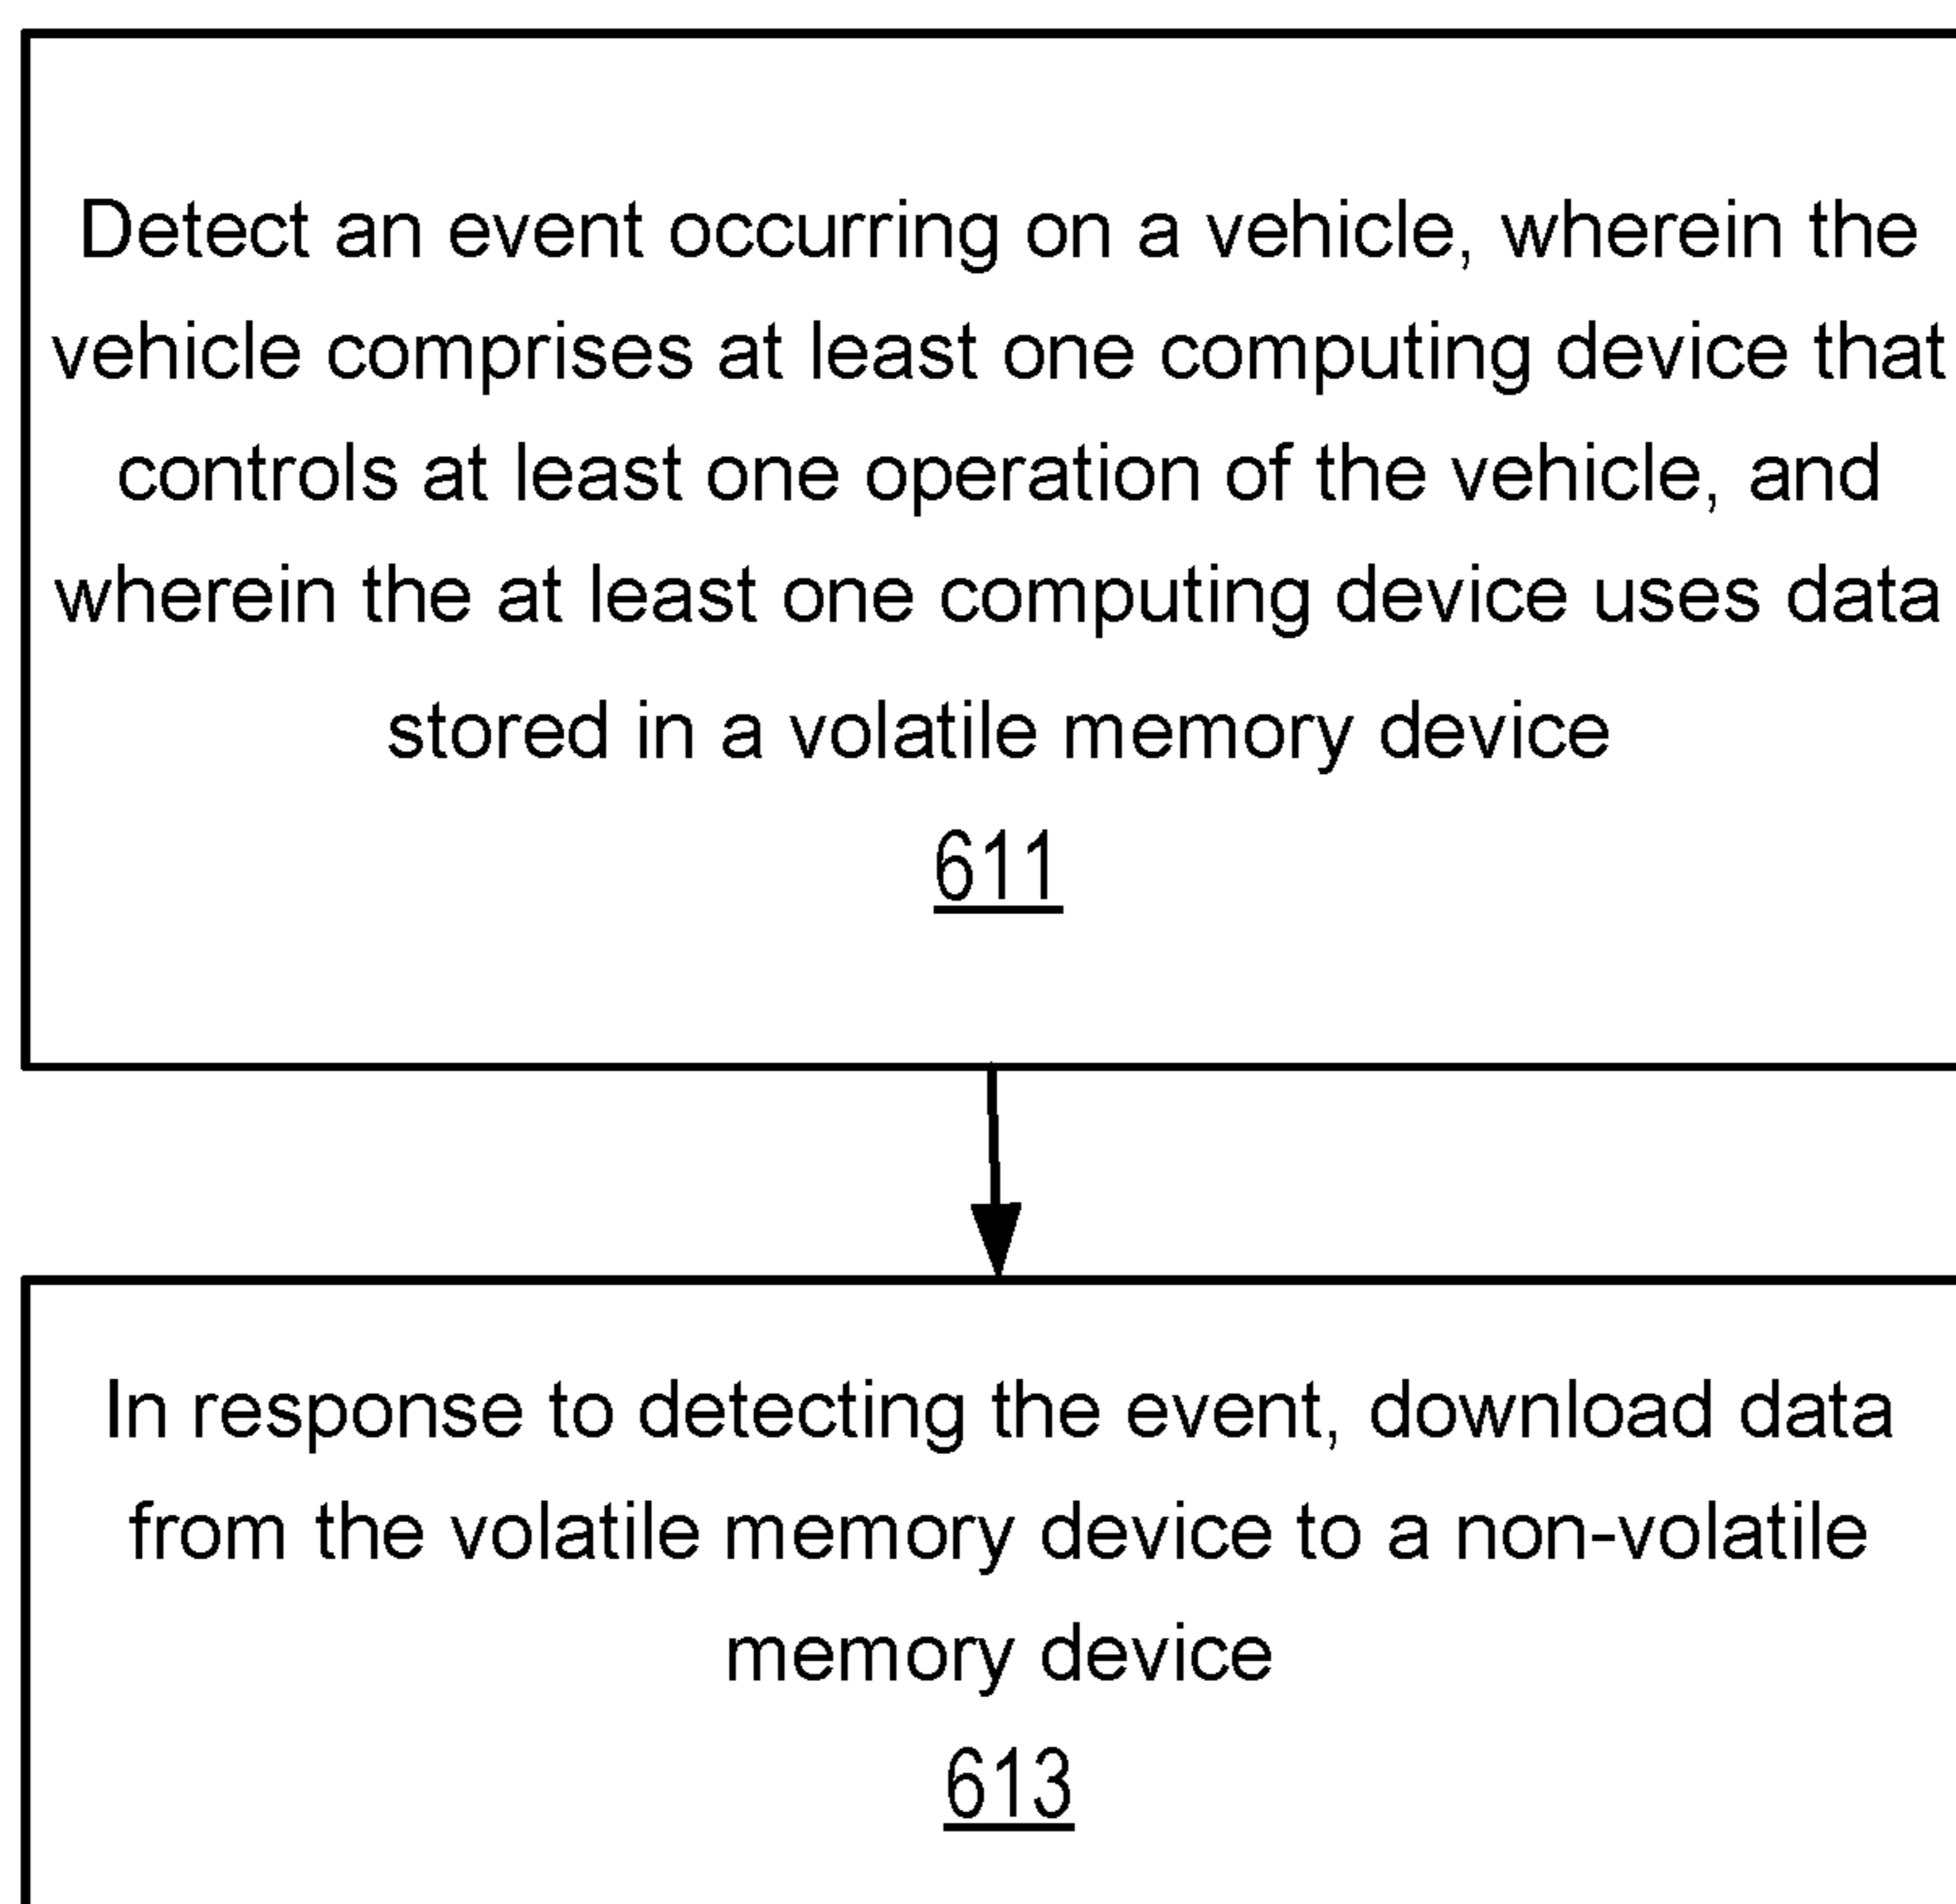 Detect an event occurring on a vehicle, wherein the
vehicle comprises at least one computing device that
controls at least one operation of the vehicle, and
wherein the at least one computing device uses data
stored in a volatile memory device
611
In response to detecting the event, download data
from the volatile memory device to a non-volatile
memory device
613